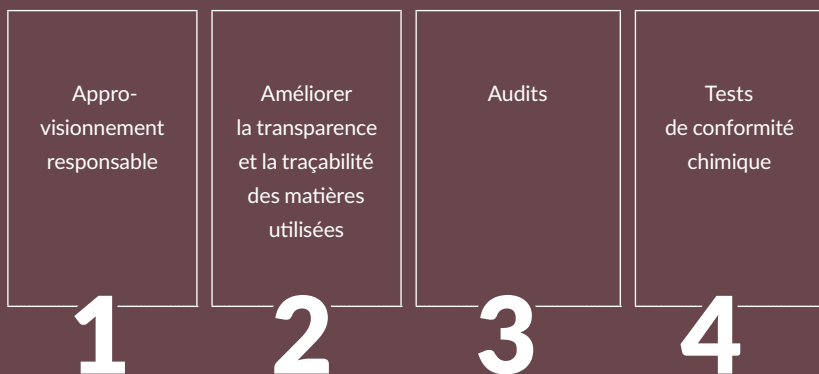 Appro-
visionnement
responsable
1
Améliorer
la transparence
et la traçabilité
des matières
utilisées
2
Audits
3
Tests
de conformité
chimique
4